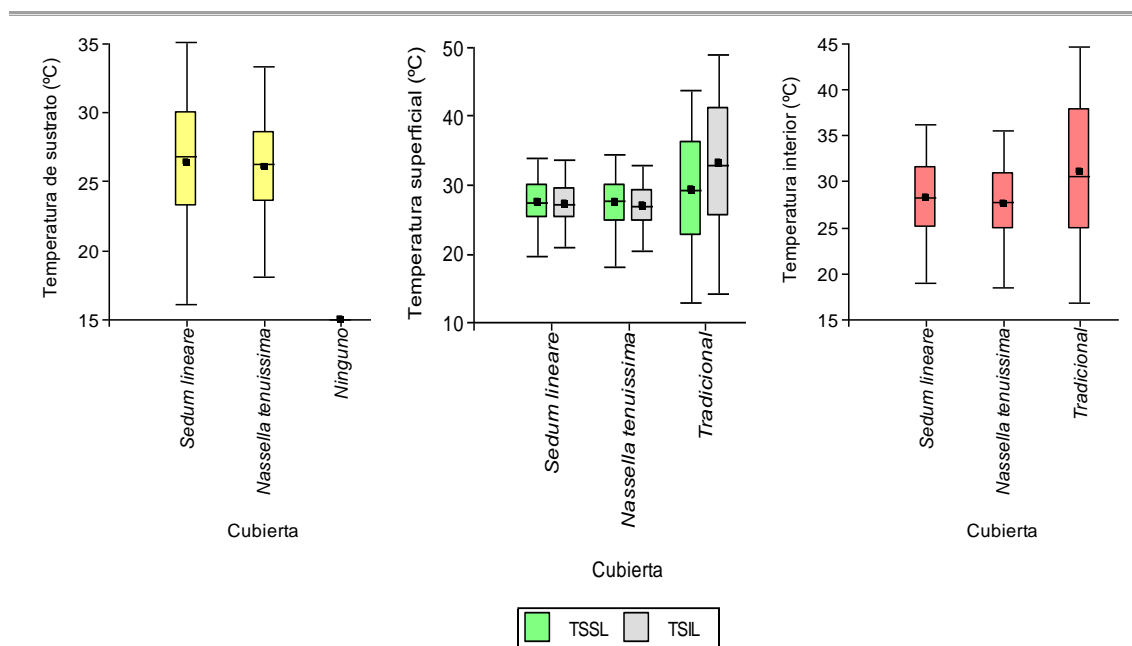 Temperatura de sustrato (ºC)
35
30
25
20
15
Sedum lineare
Nassella tenuissima
Ninguno
Cubierta
Temperatura superficial (ºC)
50
40
30
20
10
Sedum lineare
Nassella tenuissima
Tradicional
Cubierta
TSSL
TSIL
Temperatura interior (ºC)
45
40
35
30
25
20
15
Sedum lineare
Nassella tenuissima
Tradicional
Cubierta